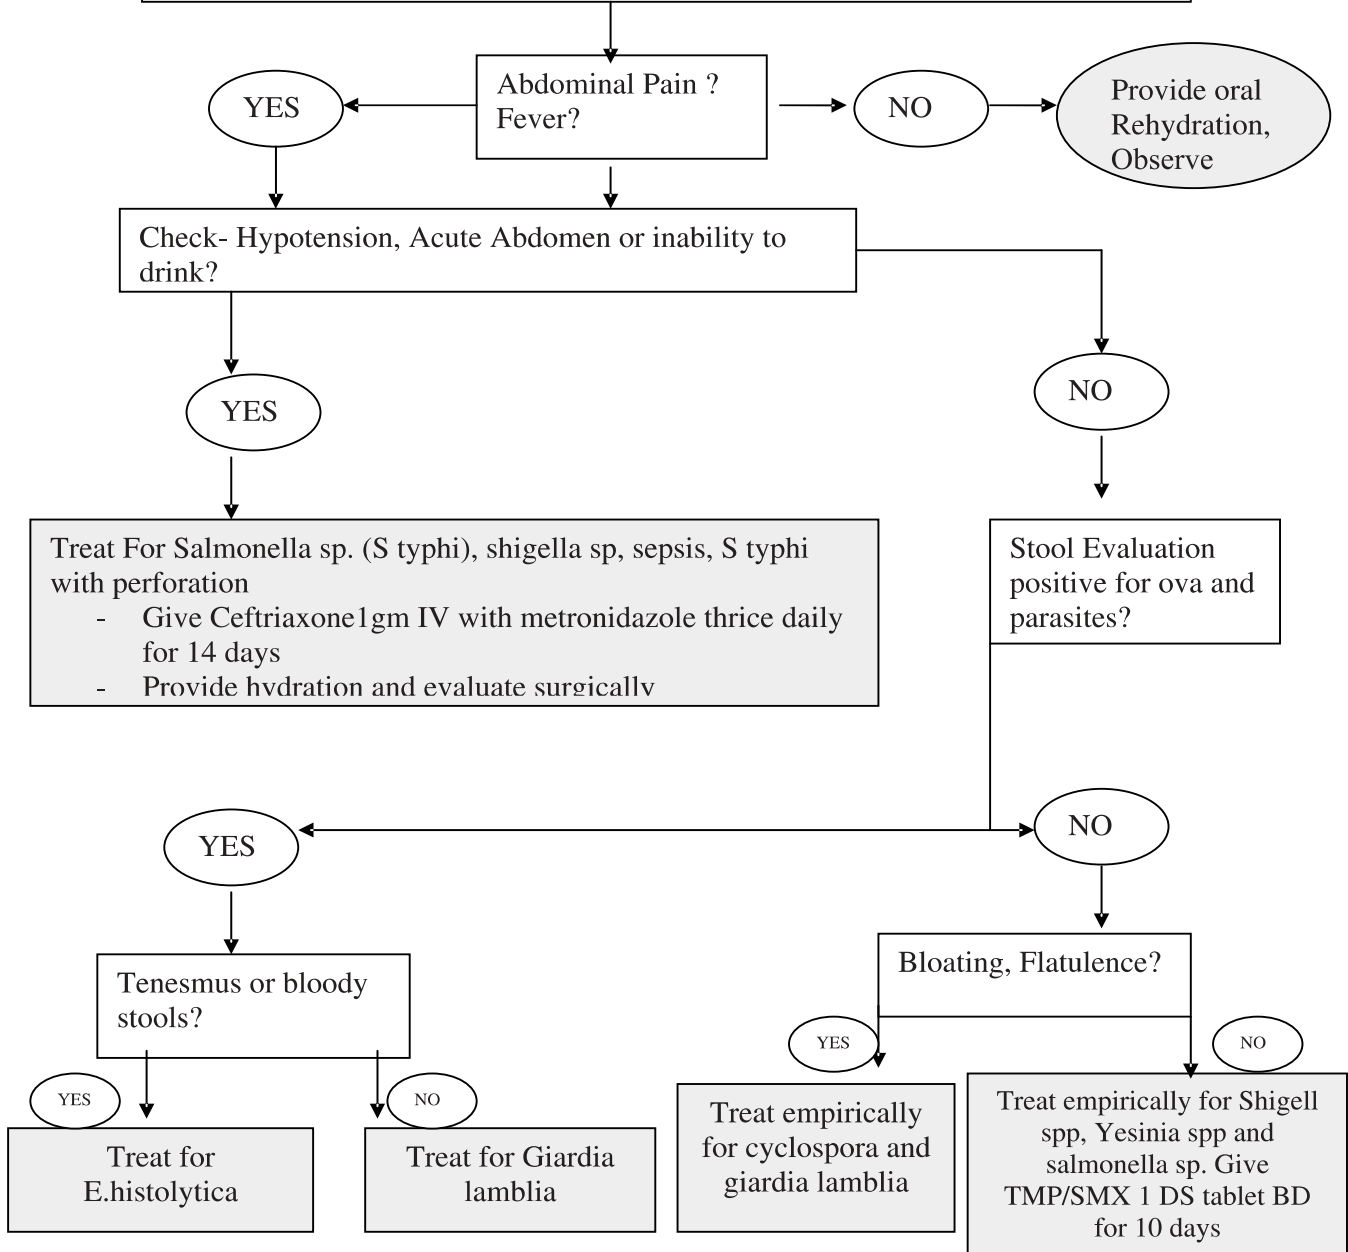 Abdominal Pain ?
Fever?
YES
NO
Provide oral
Rehydration,
Observe
Check- Hypotension, Acute Abdomen or inability to
drink?
YES
NO
Treat For Salmonella sp. (S typhi), shigella sp, sepsis, S typhi
with perforation
- Give Ceftriaxone1gm IV with metronidazole thrice daily
for 14 days
- Provide hydration and evaluate surgically
Stool Evaluation
positive for ova and
parasites?
YES
NO
Tenesmus or bloody
stools?
Bloating, Flatulence?
YES
NO
YES
NO
Treat for
E.histolytica
Treat for Giardia
lamblia
Treat empirically
for cyclospora and
giardia lamblia
Treat empirically for Shigell
spp, Yesinia spp and
salmonella sp. Give
TMP/SMX 1 DS tablet BD
for 10 days